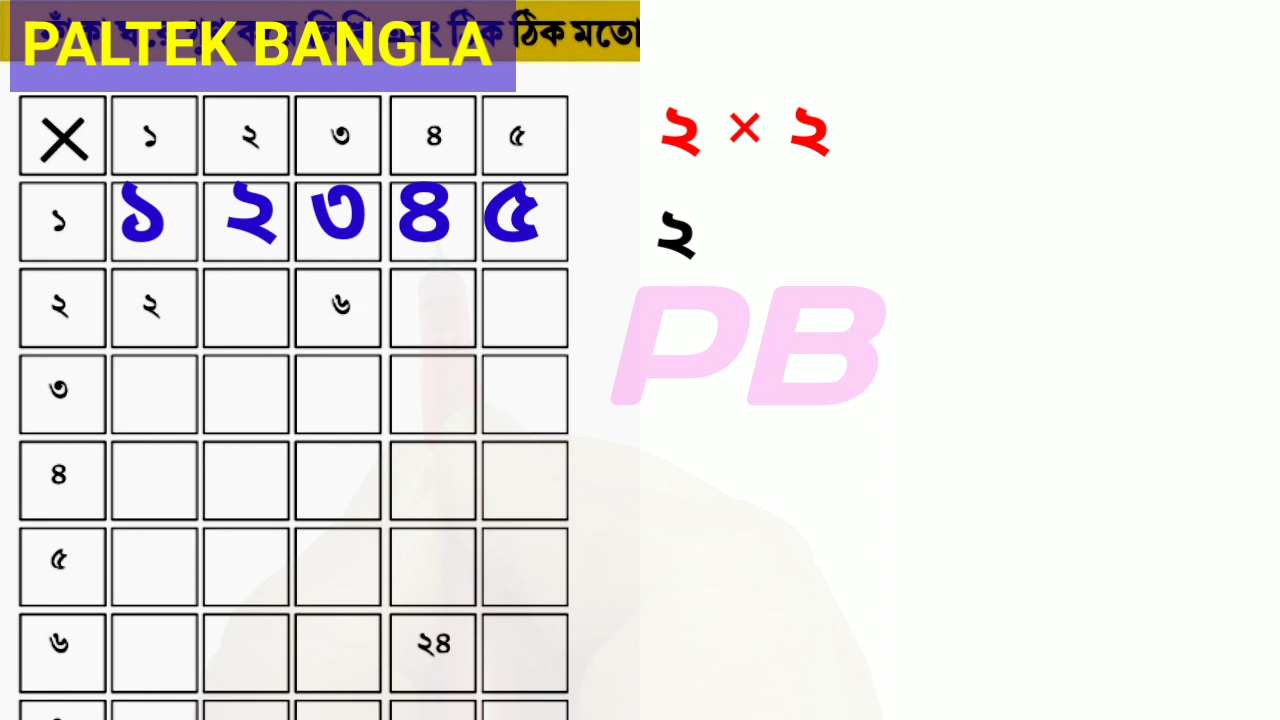 ঠিক মতো
PALTEK BANGLA
× ১ ২ ৩ ৪ ৫
১ ১ ২ ৩ ৪ ৫
২ ২ ৬
৩
৪
৫
৬ ২৪
২ × ২
২
PB